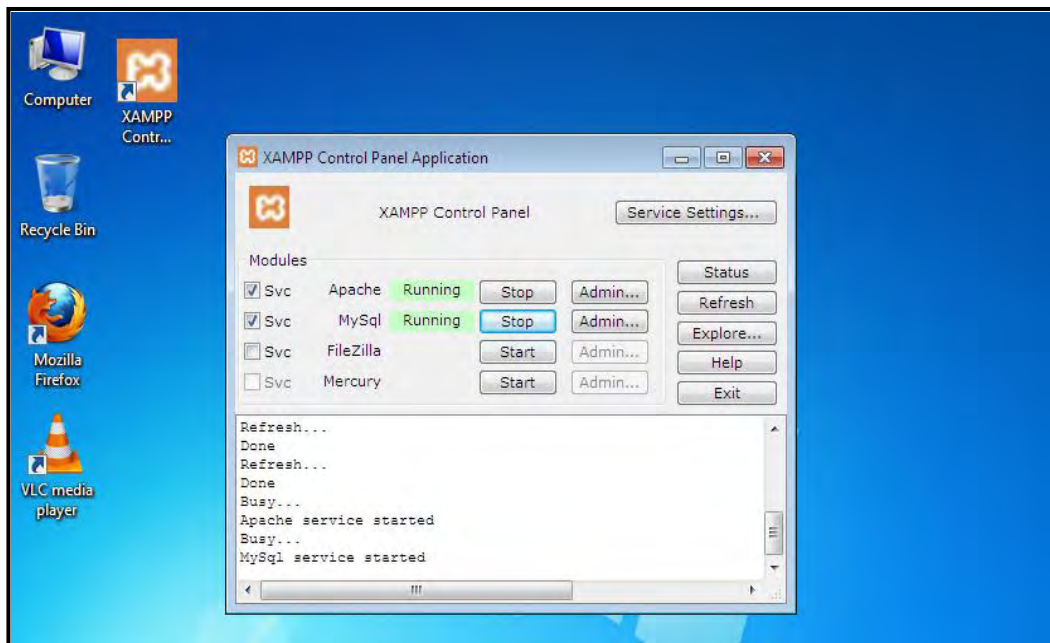 Computer
XAMPP
Contr...
Recycle Bin
Mozilla
Firefox
VLC media
player
XAMPP Control Panel Application
XAMPP Control Panel
Service Settings...
Modules
Svc Apache Running Stop Admin...
Svc MySql Running Stop Admin...
Svc FileZilla Start Admin...
Svc Mercury Start Admin...
Status
Refresh
Explore...
Help
Exit
Refresh...
Done
Refresh...
Done
Busy...
Apache service started
Busy...
MySql service started